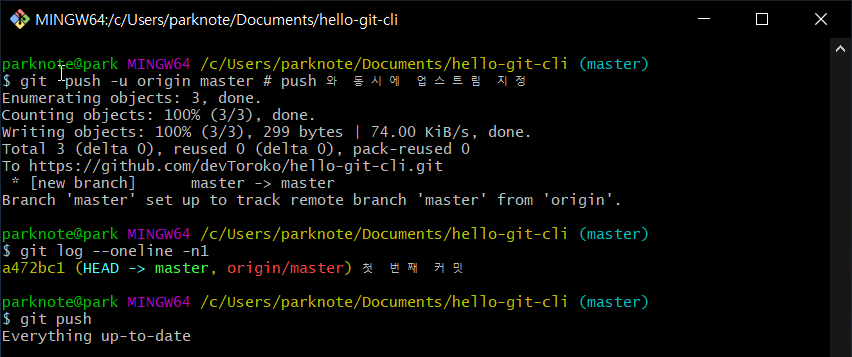 MINGW64:/c/Users/parknote/Documents/hello-git-cli
parknote@park MINGW64 /c/Users/parknote/Documents/hello-git-cli (master)
$ git push -u origin master # push 와 동시에 업스트림 지정
Enumerating objects: 3, done.
Counting objects: 100% (3/3), done.
Writing objects: 100% (3/3), 299 bytes | 74.00 KiB/s, done.
Total 3 (delta 0), reused 0 (delta 0), pack-reused 0
To https://github.com/devToroko/hello-git-cli.git
 * [new branch]      master -> master
Branch 'master' set up to track remote branch 'master' from 'origin'.
parknote@park MINGW64 /c/Users/parknote/Documents/hello-git-cli (master)
$ git log --oneline -n1
a472bc1 (HEAD -> master, origin/master) 첫 번째 커밋
parknote@park MINGW64 /c/Users/parknote/Documents/hello-git-cli (master)
$ git push
Everything up-to-date